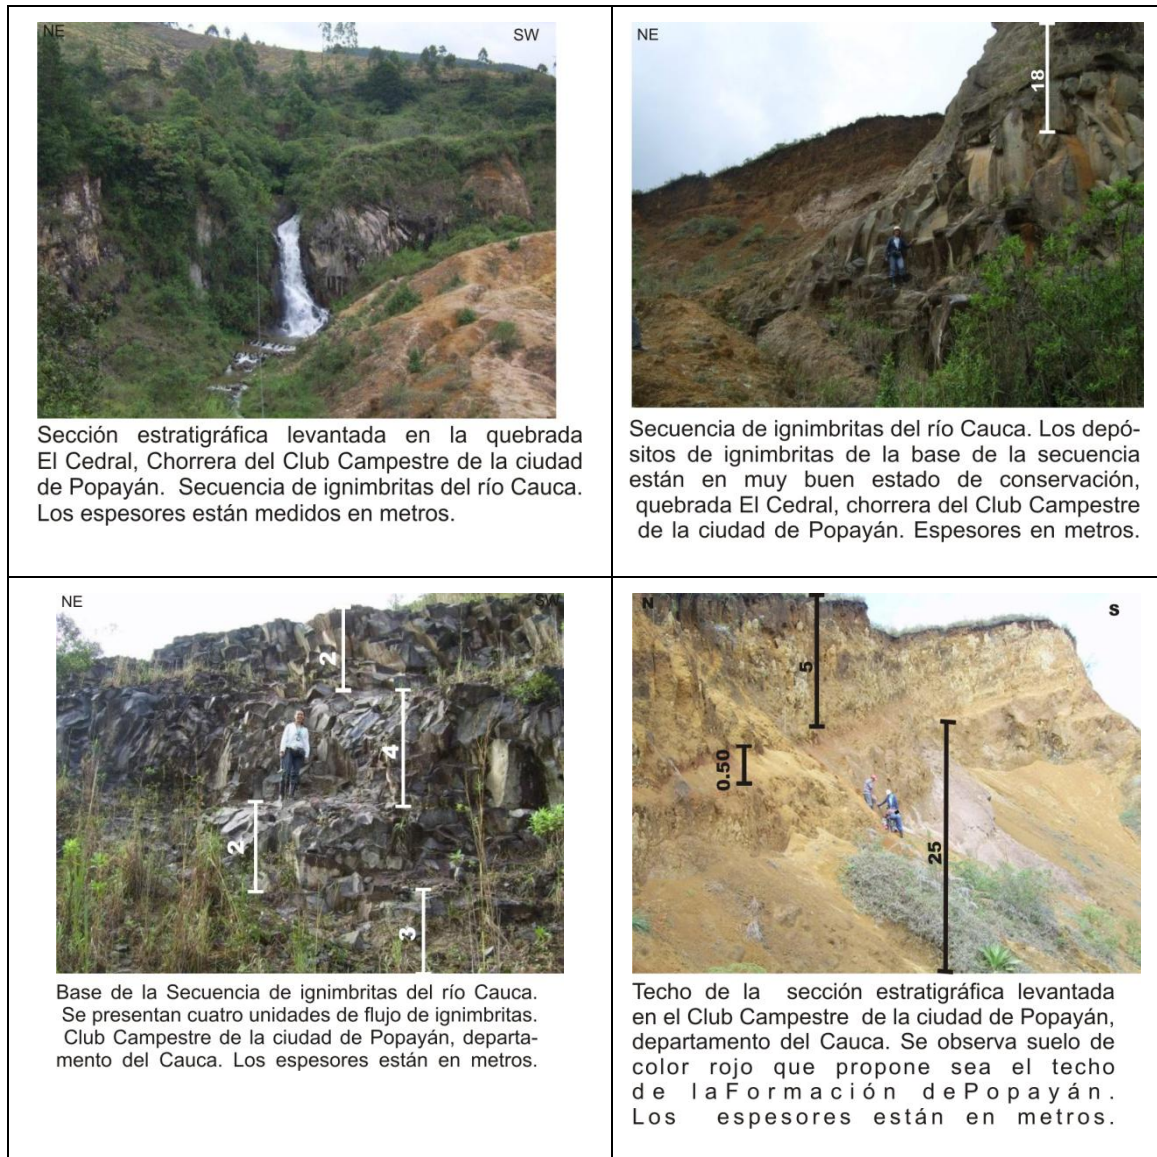 NE SW
Sección estratigráfica levantada en la quebrada
El Cedral, Chorrera del Club Campestre de la ciudad
de Popayán. Secuencia de ignimbritas del río Cauca.
Los espesores están medidos en metros.
NE
18
Secuencia de ignimbritas del río Cauca. Los depó-
sitos de ignimbritas de la base de la secuencia
están en muy buen estado de conservación,
quebrada El Cedral, chorrera del Club Campestre
de la ciudad de Popayán. Espesores en metros.
NE SW
2
4
2
3
Base de la Secuencia de ignimbritas del río Cauca.
Se presentan cuatro unidades de flujo de ignimbritas.
Club Campestre de la ciudad de Popayán, departa-
mento del Cauca. Los espesores están en metros.
N S
5
0.50
25
Techo de la sección estratigráfica levantada
en el Club Campestre de la ciudad de Popayán,
departamento del Cauca. Se observa suelo de
color rojo que propone sea el techo
de laFormación dePopayán.
Los espesores están en metros.